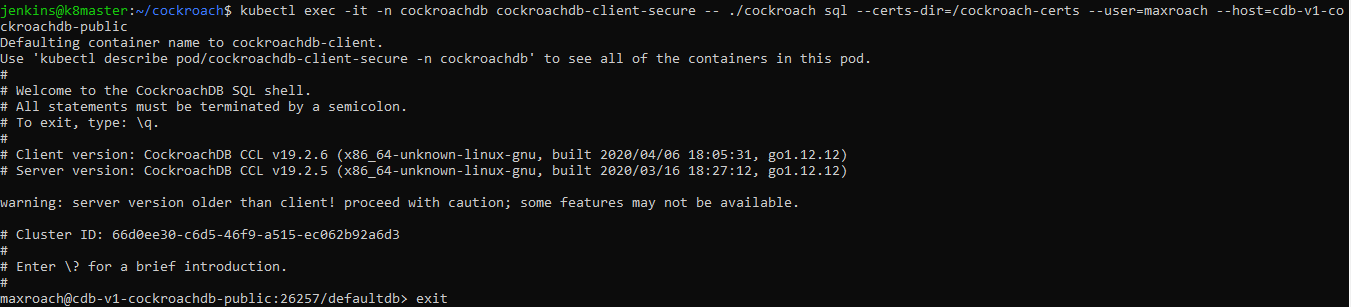 jenkins@k8master:~/cockroach$ kubectl exec -it -n cockroachdb cockroachdb-client-secure -- ./cockroach sql --certs-dir=/cockroach-certs --user=maxroach --host=cdb-v1-co
ckroachdb-public
Defaulting container name to cockroachdb-client.
Use 'kubectl describe pod/cockroachdb-client-secure -n cockroachdb' to see all of the containers in this pod.
#
# Welcome to the CockroachDB SQL shell.
# All statements must be terminated by a semicolon.
# To exit, type: \q.
#
# Client version: CockroachDB CCL v19.2.6 (x86_64-unknown-linux-gnu, built 2020/04/06 18:05:31, go1.12.12)
# Server version: CockroachDB CCL v19.2.5 (x86_64-unknown-linux-gnu, built 2020/03/16 18:27:12, go1.12.12)
warning: server version older than client! proceed with caution; some features may not be available.
# Cluster ID: 66d0ee30-c6d5-46f9-a515-ec062b92a6d3
#
# Enter \? for a brief introduction.
#
maxroach@cdb-v1-cockroachdb-public:26257/defaultdb> exit